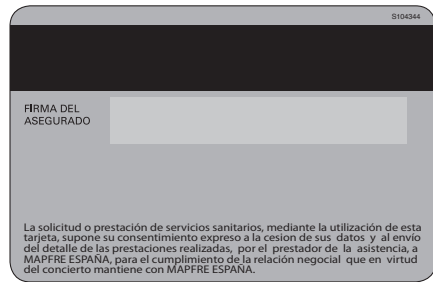 S104344
FIRMA DEL
ASEGURADO
La solicitud o prestación de servicios sanitarios, mediante la utilización de esta
tarjeta, supone su consentimiento expreso a la cesion de sus datos y al envío
del detalle de las prestaciones realizadas, por el prestador de la asistencia, a
MAPFRE ESPAÑA, para el cumplimiento de la relación negocial que en virtud
del concierto mantiene con MAPFRE ESPAÑA.